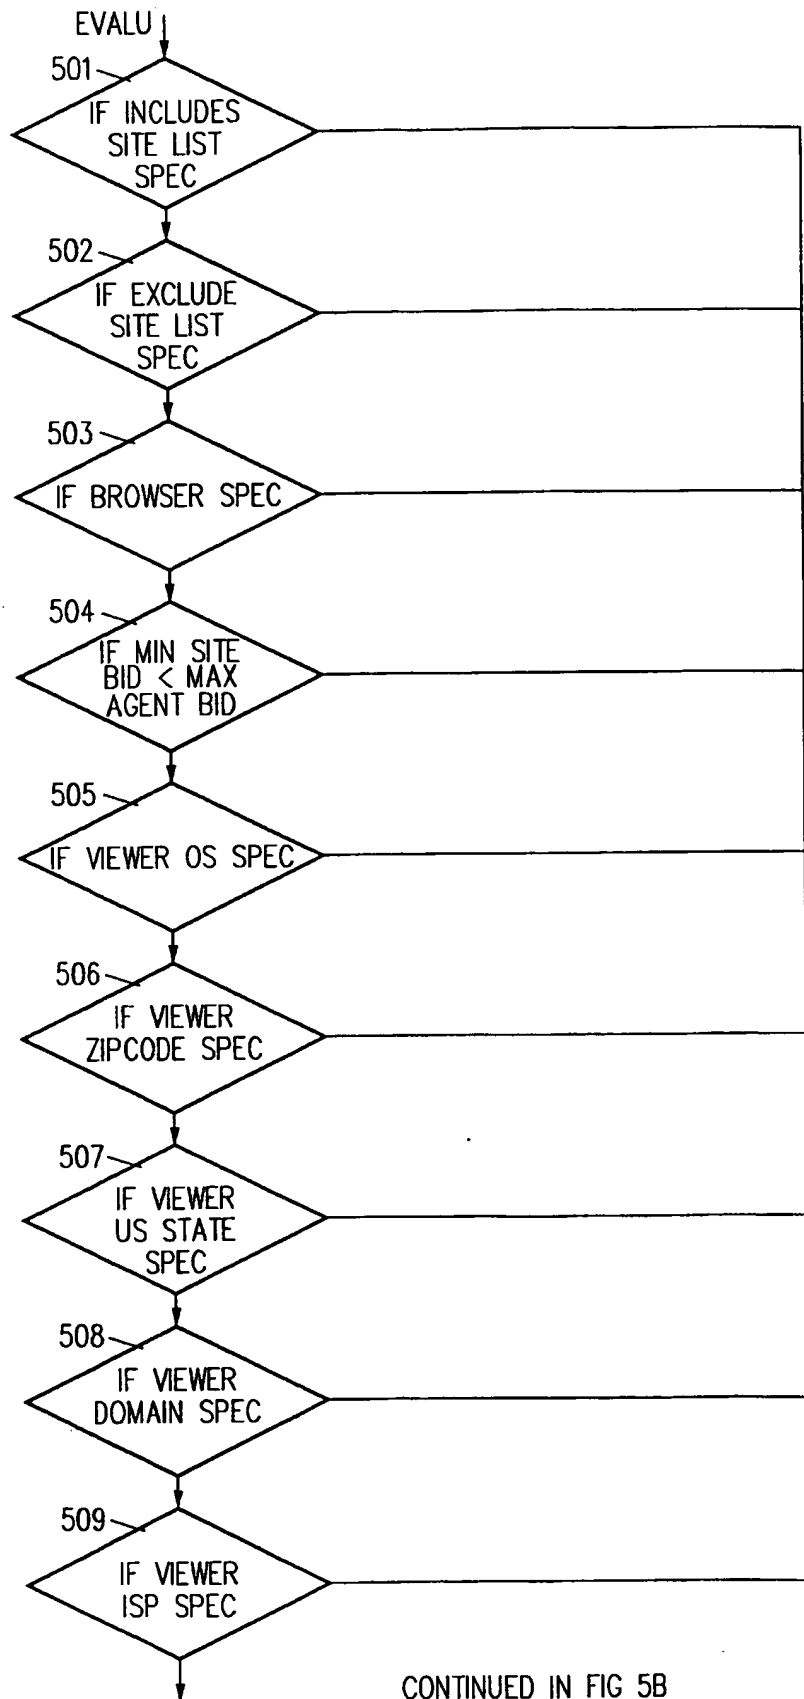 EVALU
501
IF INCLUDES
SITE LIST
SPEC
502
IF EXCLUDE
SITE LIST
SPEC
503
IF BROWSER SPEC
504
IF MIN SITE
BID < MAX
AGENT BID
505
IF VIEWER OS SPEC
506
IF VIEWER
ZIPCODE SPEC
507
IF VIEWER
US STATE
SPEC
508
IF VIEWER
DOMAIN SPEC
509
IF VIEWER
ISP SPEC
CONTINUED IN FIG 5B